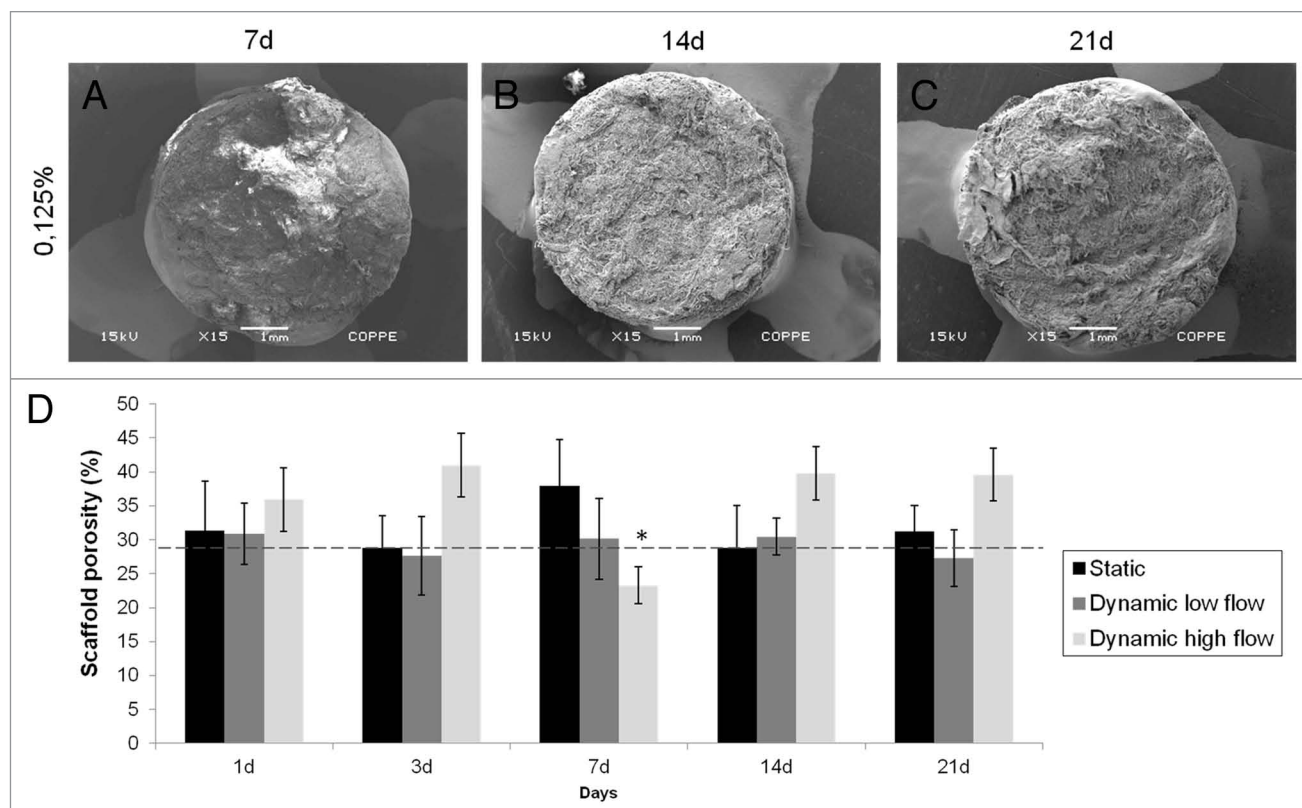 7d 14d 21d
0,125%
A B C
15kV X15 1mm COPPE 15kV X15 1mm COPPE 15kV X15 1mm COPPE
D
Scaffold porosity (%)
50
45
40
35
30
25
20
15
10
5
0
*
1d 3d 7d 14d 21d
Days
Static
Dynamic low flow
Dynamic high flow